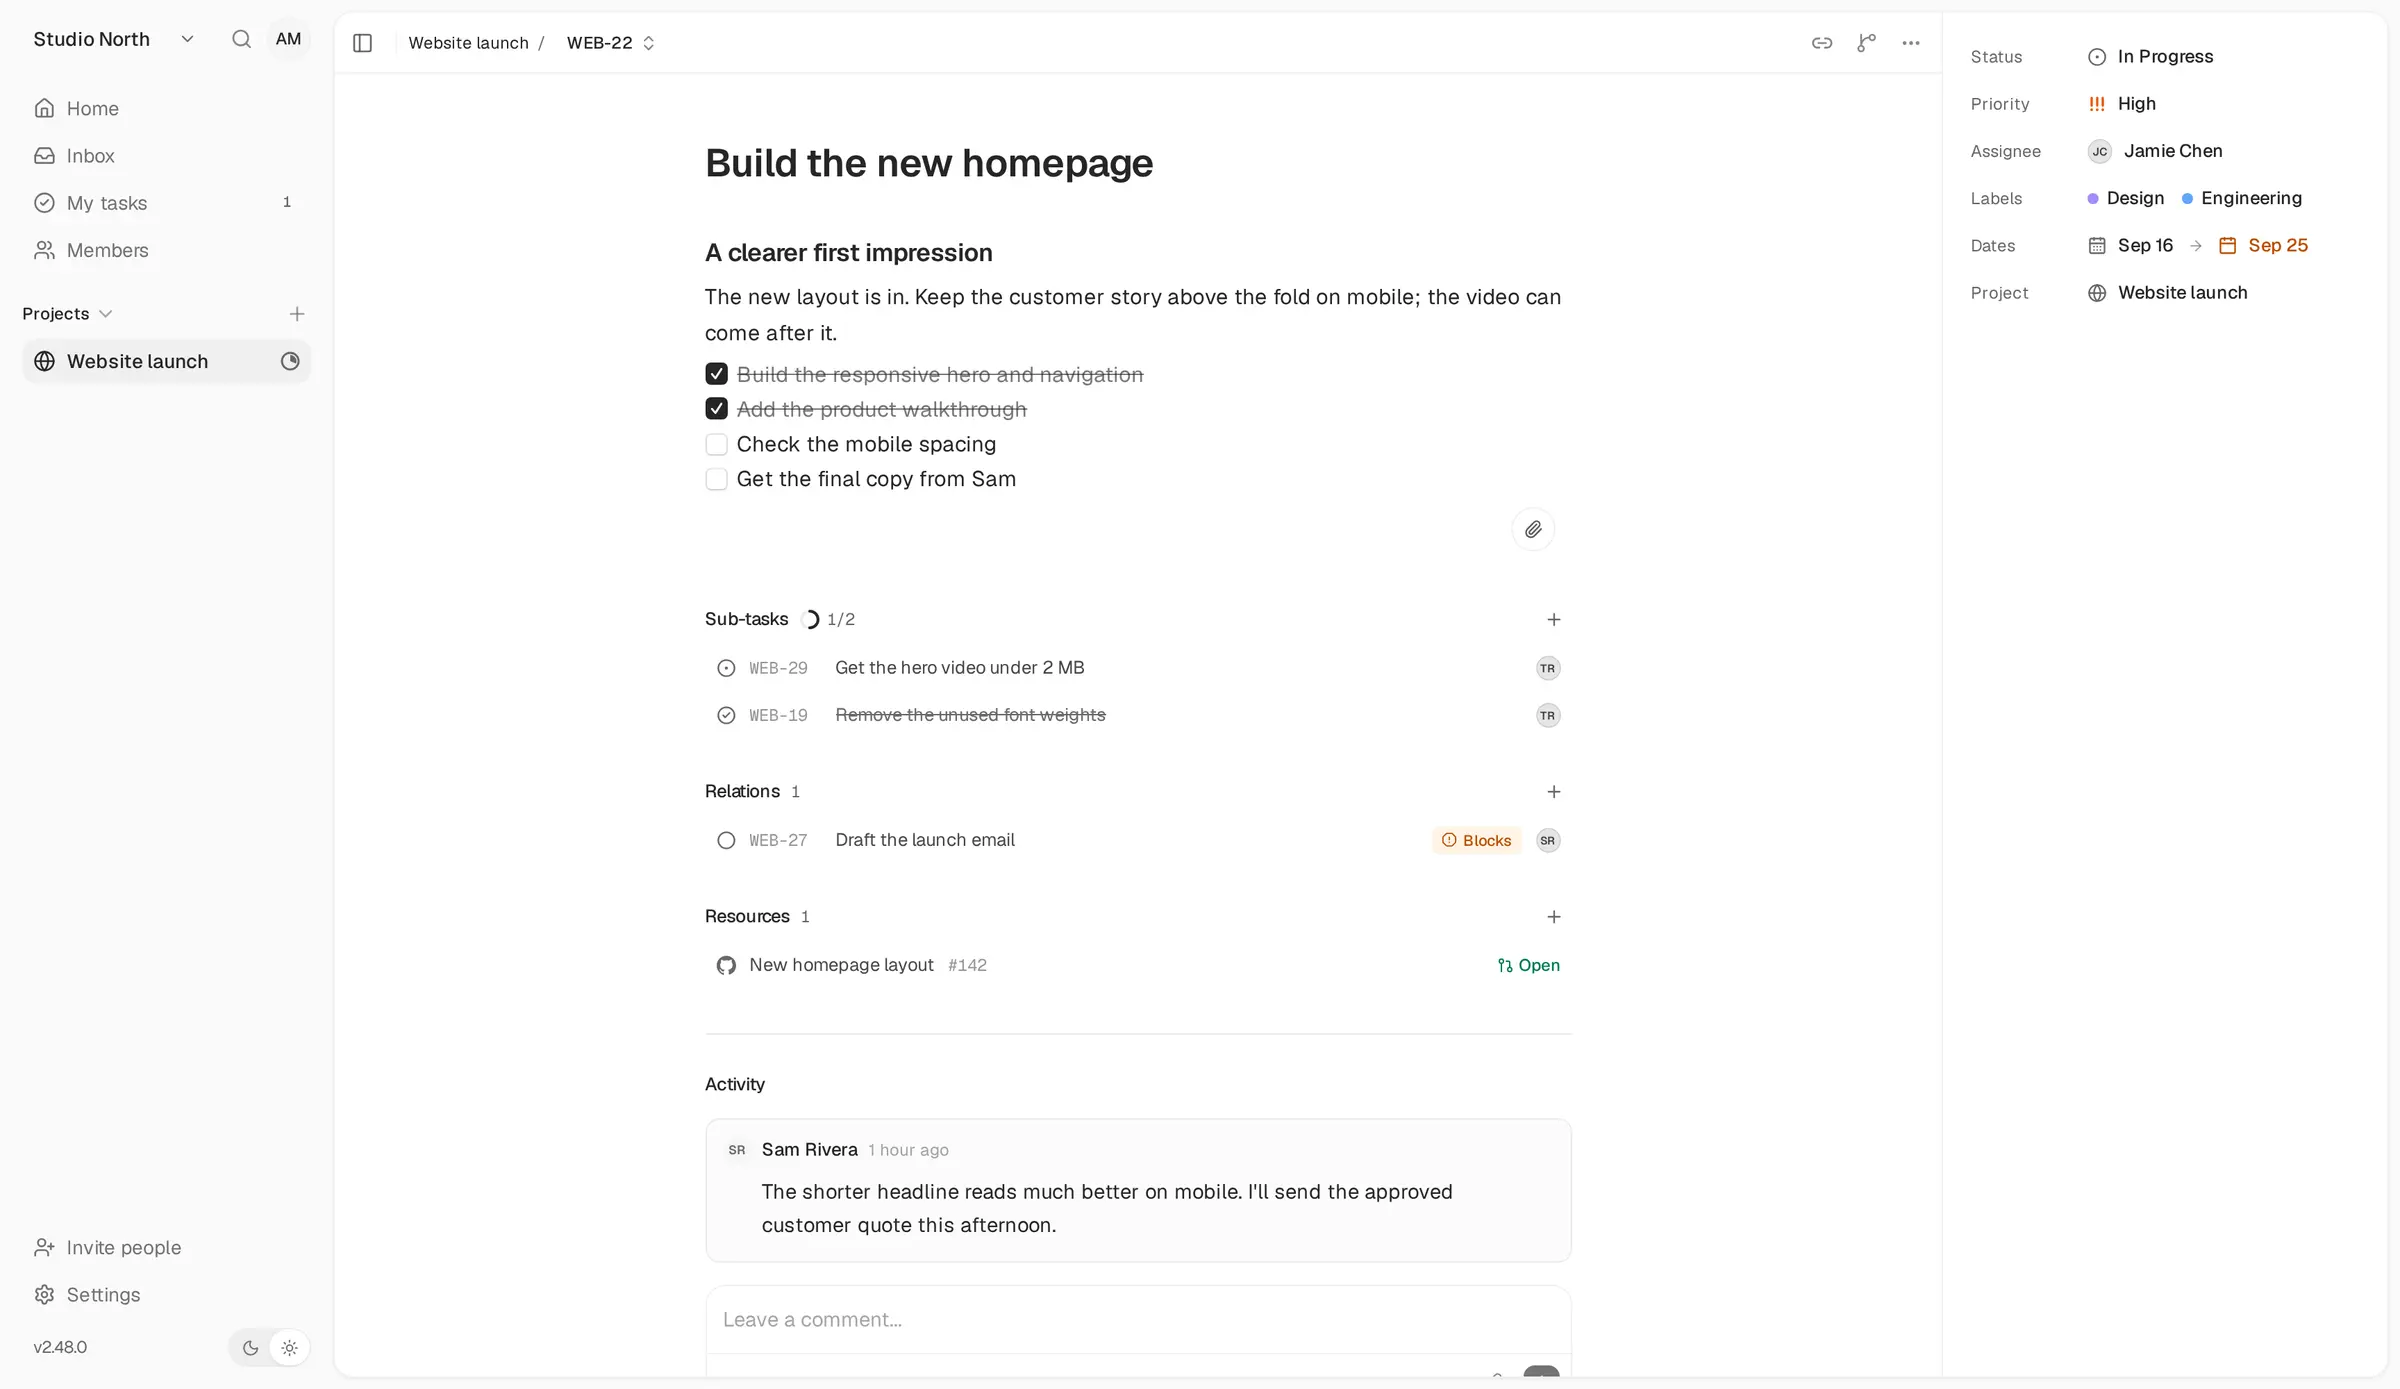 Studio North
AM
Home
Inbox
My tasks 1
Members
Projects
Website launch
Invite people
Settings
v2.48.0
Website launch / WEB-22
Build the new homepage
A clearer first impression
The new layout is in. Keep the customer story above the fold on mobile; the video can
come after it.
Build the responsive hero and navigation
Add the product walkthrough
Check the mobile spacing
Get the final copy from Sam
Sub-tasks 1/2
WEB-29 Get the hero video under 2 MB TR
WEB-19 Remove the unused font weights TR
Relations 1
WEB-27 Draft the launch email Blocks SR
Resources 1
New homepage layout #142 Open
Activity
SR Sam Rivera 1 hour ago
The shorter headline reads much better on mobile. I'll send the approved
customer quote this afternoon.
Leave a comment...
Status In Progress
Priority High
Assignee JC Jamie Chen
Labels Design Engineering
Dates Sep 16 → Sep 25
Project Website launch